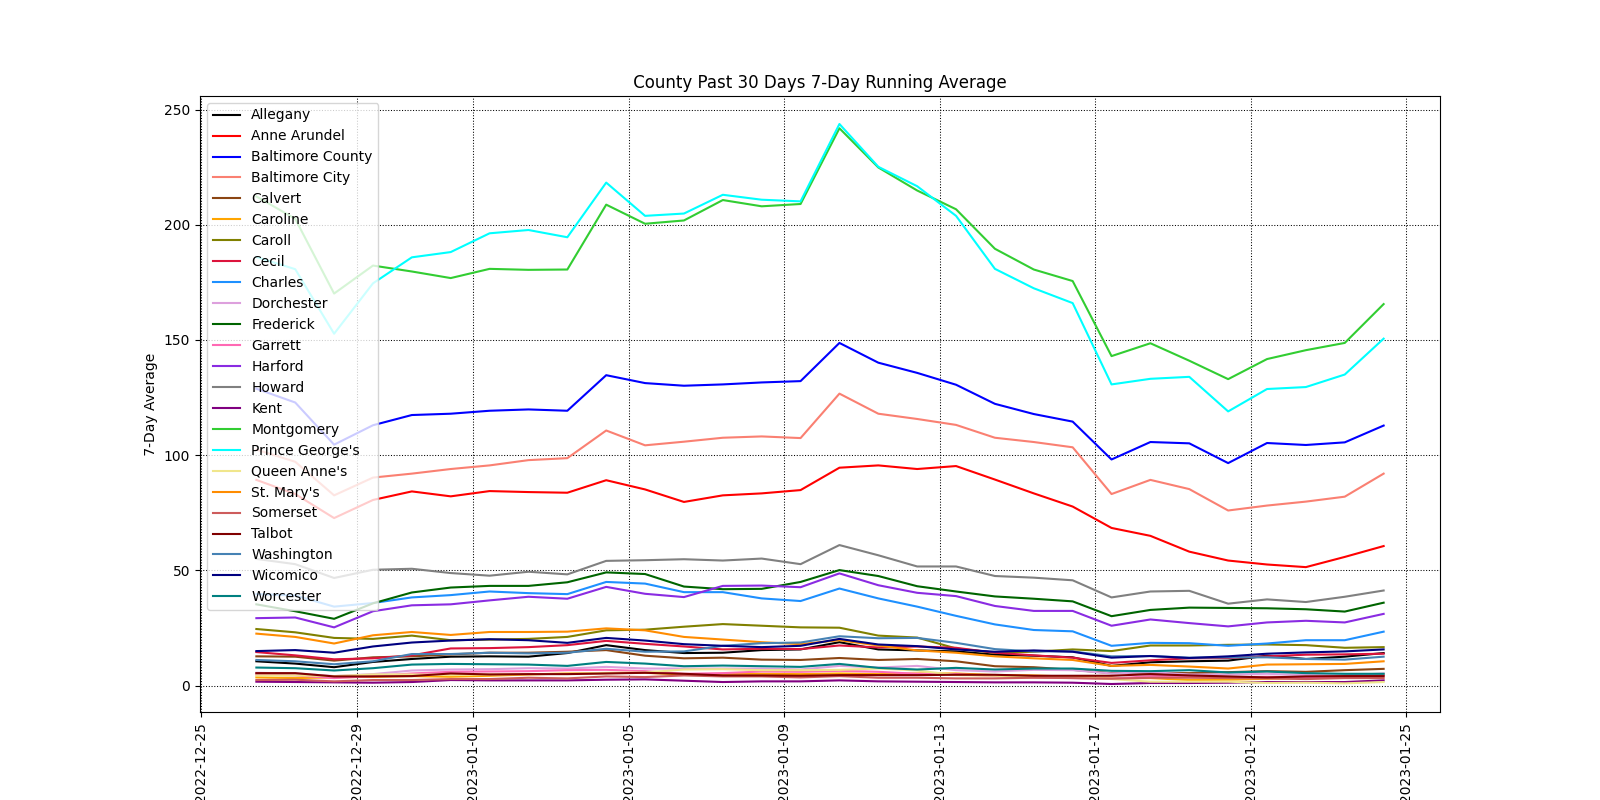 County Past 30 Days 7-Day Running Average
250
200
150
100
50
0
7-Day Average
Allegany
Anne Arundel
Baltimore County
Baltimore City
Calvert
Caroline
Caroll
Cecil
Charles
Dorchester
Frederick
Garrett
Harford
Howard
Kent
Montgomery
Prince George's
Queen Anne's
St. Mary's
Somerset
Talbot
Washington
Wicomico
Worcester
2022-12-25
2022-12-29
2023-01-01
2023-01-05
2023-01-09
2023-01-13
2023-01-17
2023-01-21
2023-01-25